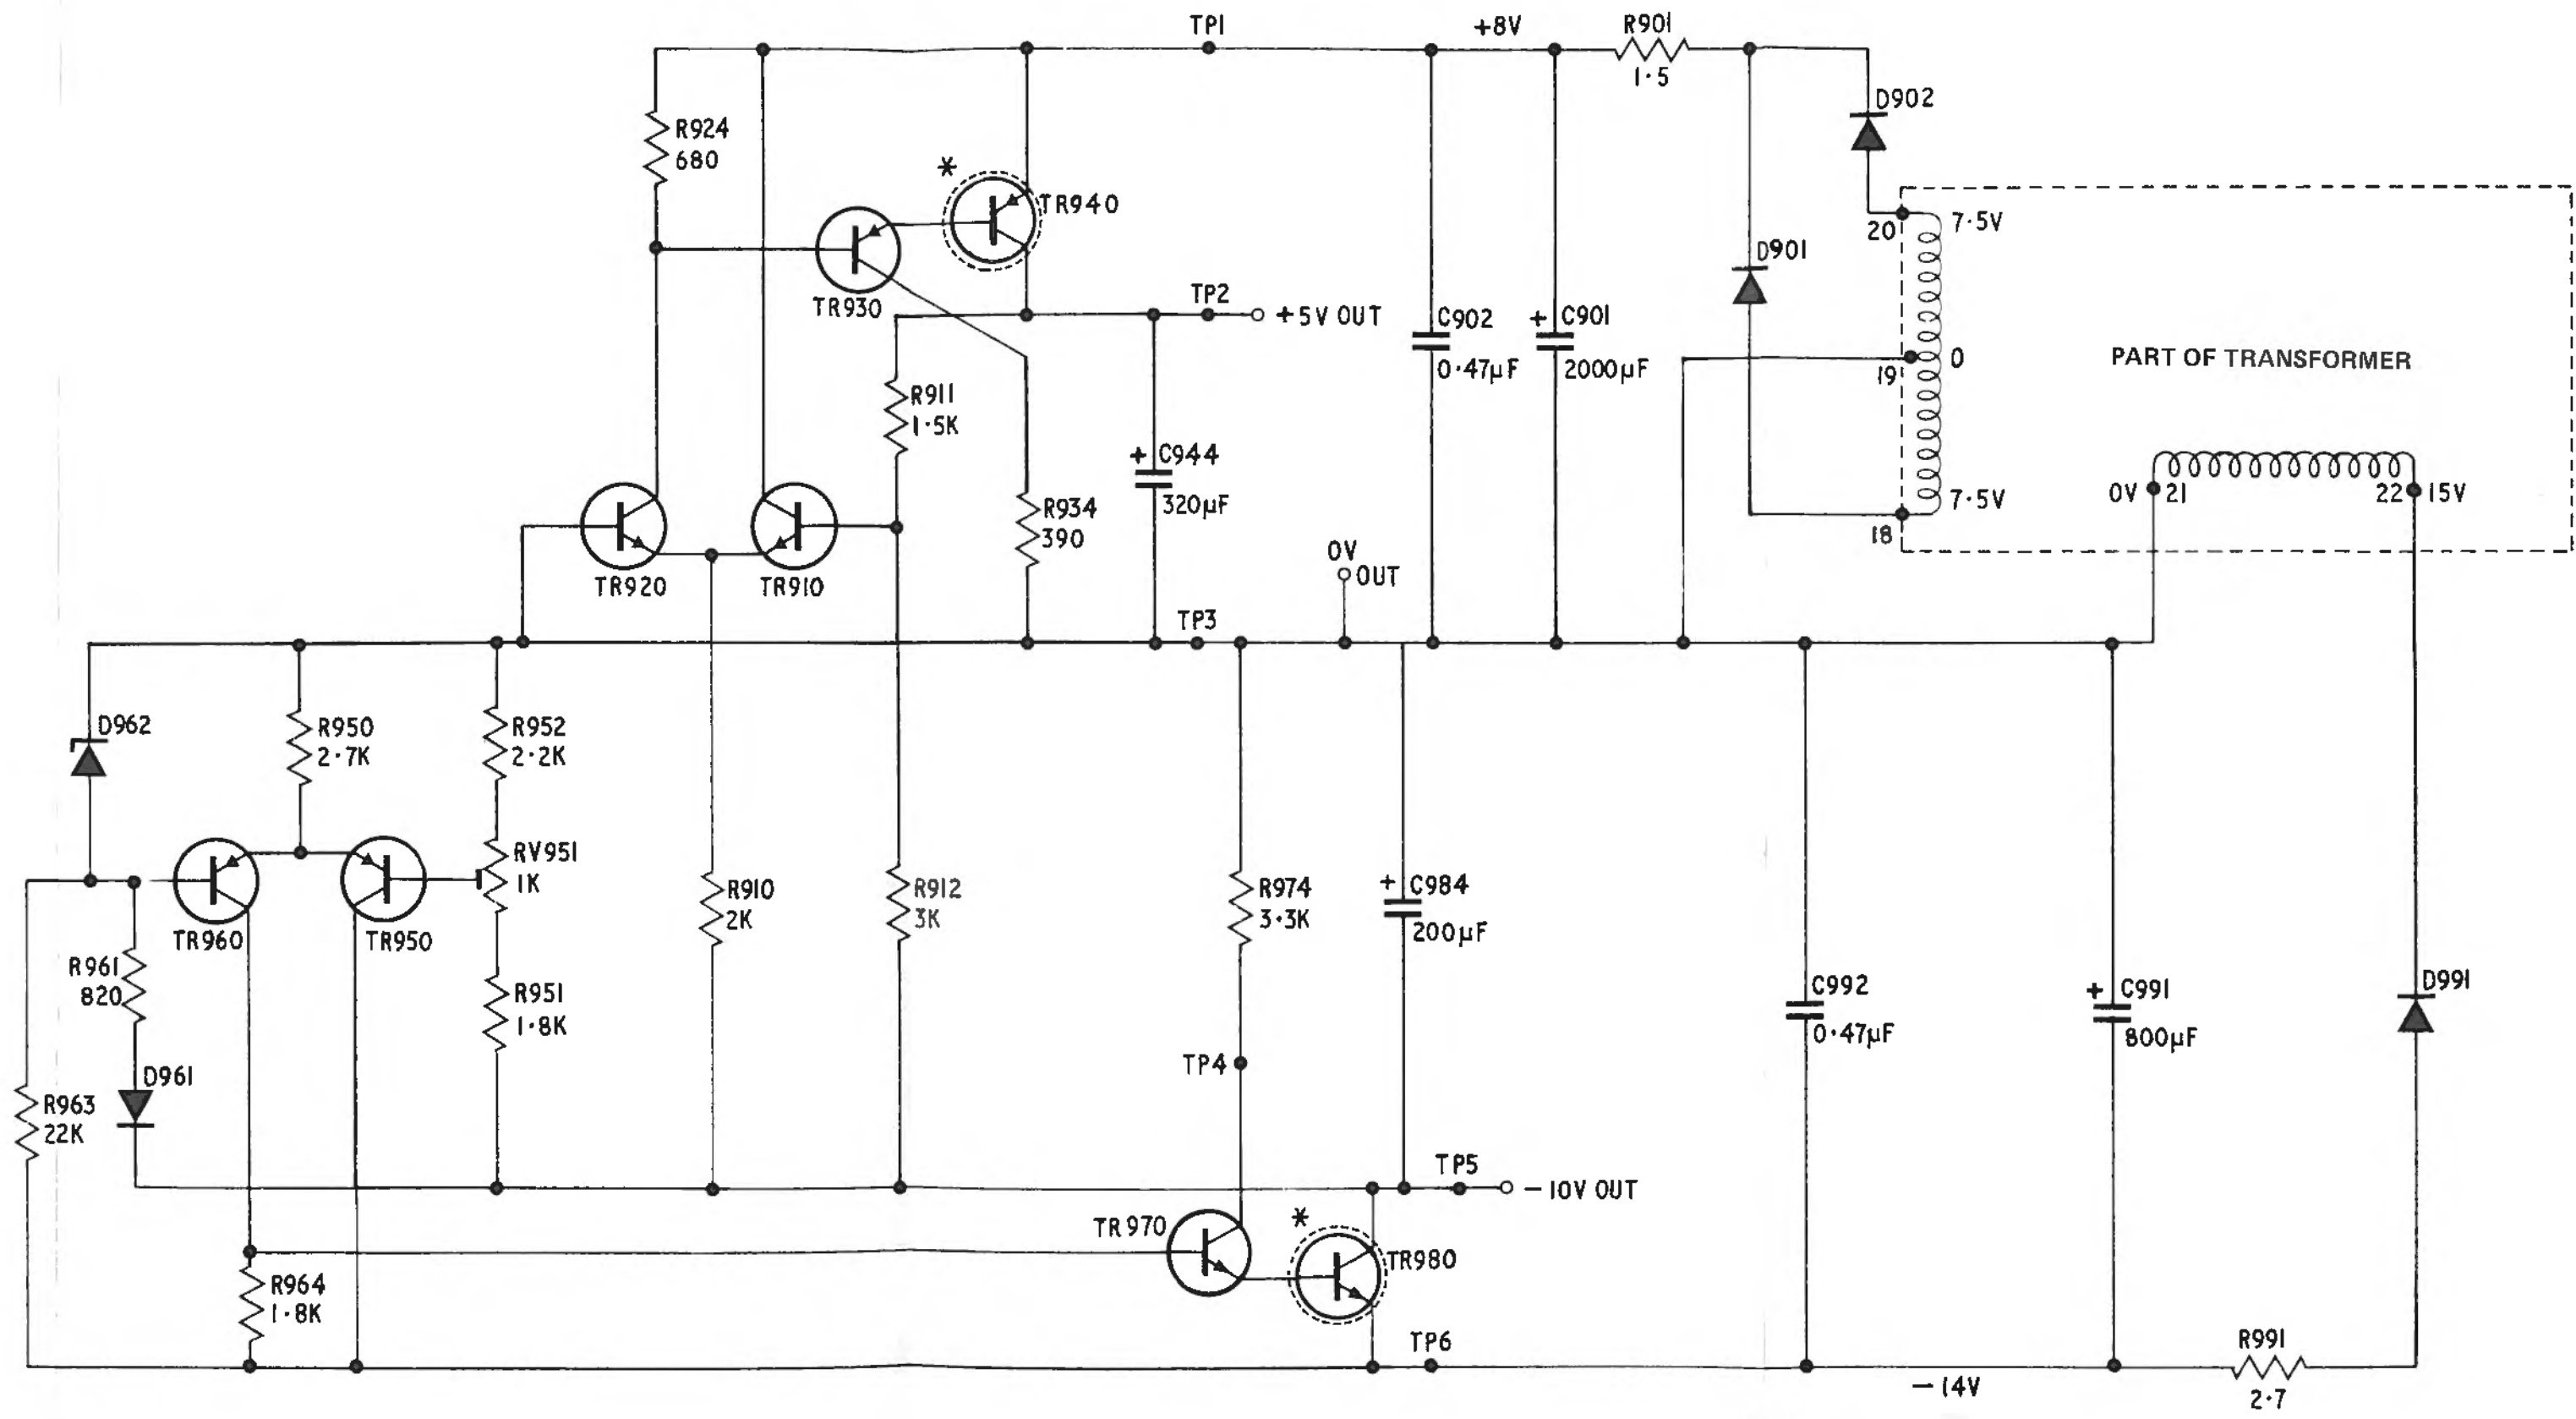 TP1
+8V
R901
1·5
D902
R924
680
*
TR940
20
7·5V
D901
TR930
TP2
+5V OUT
C902
0·47µF
+ C901
2000µF
19
0
PART OF TRANSFORMER
R911
1·5K
+ C944
320µF
R934
390
0V 21
22 15V
7·5V
18
TR920
TR910
0V
OUT
TP3
D962
R950
2·7K
R952
2·2K
RV951
1K
TR960
TR950
R910
2K
R912
3K
R974
3·3K
+ C984
200µF
R961
820
R951
1·8K
C992
0·47µF
+ C991
800µF
D991
D961
TP4
R963
22K
TP5
-10V OUT
TR970
*
TR980
R964
1·8K
TP6
-14V
R991
2·7